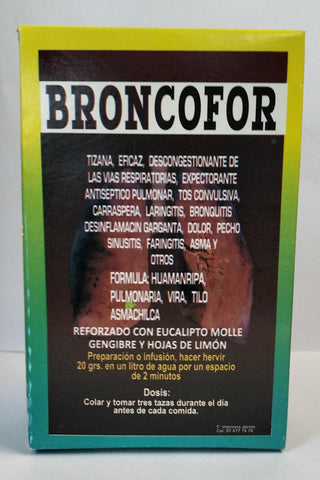 BRONCOFOR
TIZANA, EFICAZ, DESCONGESTIONANTE DE
LAS VIAS RESPIRATORIAS, EXPECTORANTE
ANTISEPTICO PULMONAR, TOS CONVULSIVA,
CARRASPERA, LARINGITIS, BRONQUITIS
DESINFLAMACIN GARGANTA, DOLOR, PECHO
SINUSITIS, FARINGITIS, ASMA Y
OTROS
FORMULA: HUAMANRIPA,
PULMONARIA, VIRA, TILO
ASMACHILCA
REFORZADO CON EUCALIPTO MOLLE
GENGIBRE Y HOJAS DE LIMÓN
Preparación o infusión, hacer hervir
20 grs. en un litro de agua por un espacio
de 2 minutos
Dosis:
Colar y tomar tres tazas durante el día
antes de cada comida.